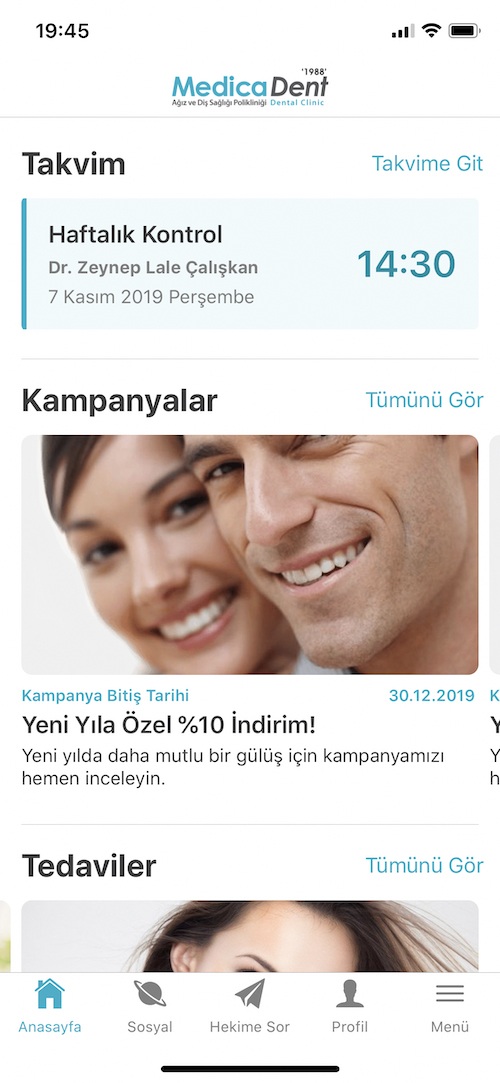 19:45
'1988'
MedicaDent
Ağız ve Diş Sağlığı Polikliniği Dental Clinic
Takvim
Takvime Git
Haftalık Kontrol
Dr. Zeynep Lale Çalışkan
7 Kasım 2019 Perşembe
14:30
Kampanyalar
Tümünü Gör
Kampanya Bitiş Tarihi
30.12.2019
K
Yeni Yıla Özel %10 İndirim!
Y
Yeni yılda daha mutlu bir gülüş için kampanyamızı
Y
hemen inceleyin.
h
Tedaviler
Tümünü Gör
Anasayfa
Sosyal
Hekime Sor
Profil
Menü